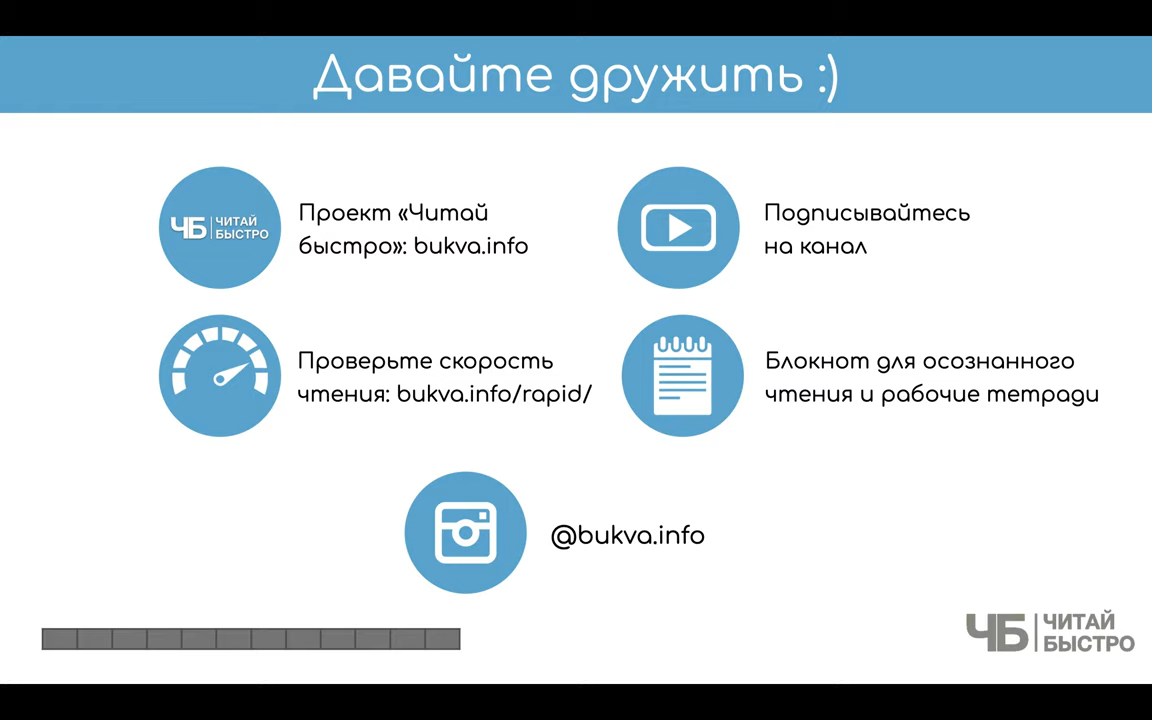 Давайте дружить :)
ЧБ ЧИТАЙ
БЫСТРО
Проект «Читай
быстро»: bukva.info
Подписывайтесь
на канал
Проверьте скорость
чтения: bukva.info/rapid/
Блокнот для осознанного
чтения и рабочие тетради
@bukva.info
ЧБ ЧИТАЙ
БЫСТРО